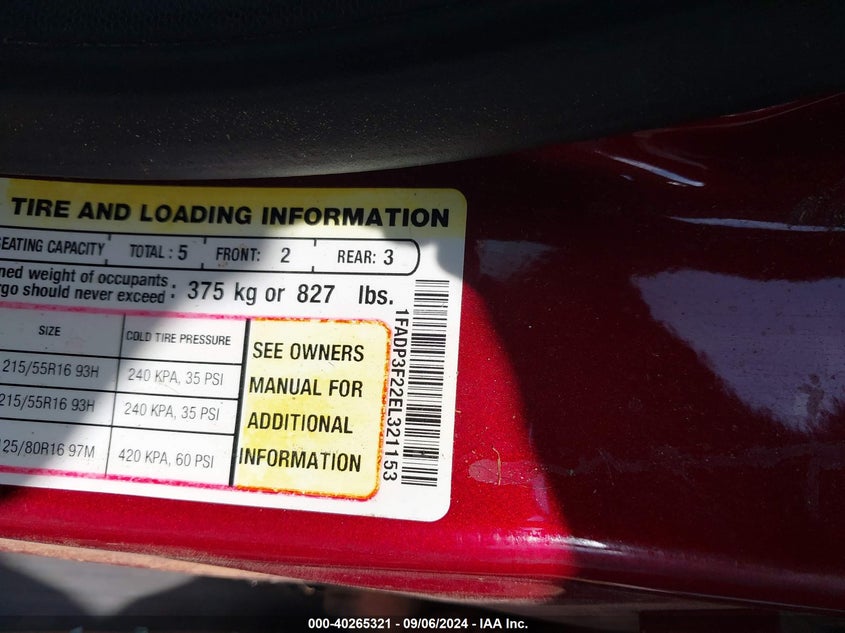 TIRE AND LOADING INFORMATION
SEATING CAPACITY TOTAL : 5 FRONT: 2 REAR: 3
ned weight of occupants
rgo should never exceed : 375 kg or 827 lbs.
SIZE COLD TIRE PRESSURE
215/55R16 93H 240 KPA, 35 PSI
215/55R16 93H 240 KPA, 35 PSI
125/80R16 97M 420 KPA, 60 PSI
SEE OWNERS
MANUAL FOR
ADDITIONAL
INFORMATION
1FADP3F22EL321153
000-40265321 - 09/06/2024 - IAA Inc.